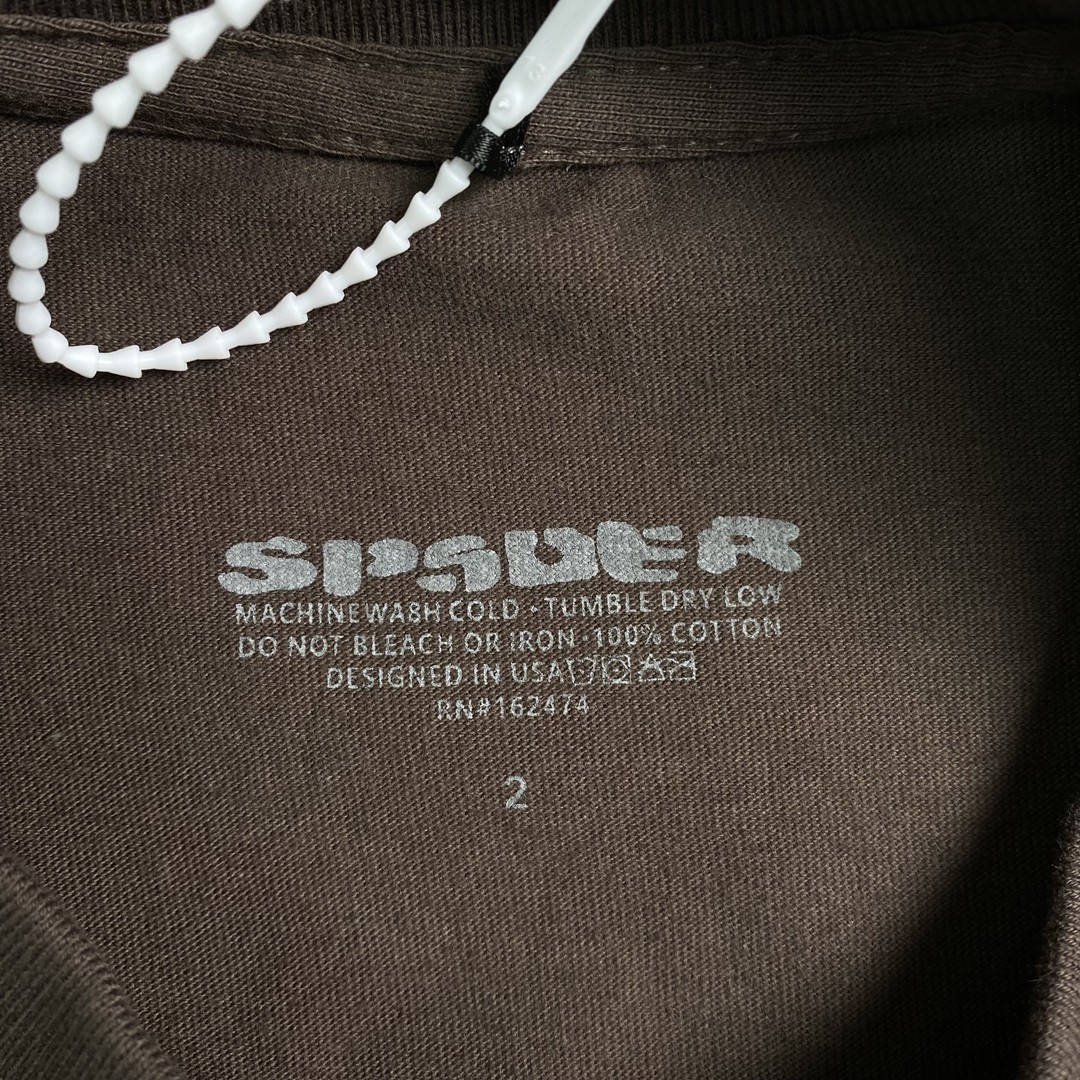 SP5DER
MACHINE WASH COLD • TUMBLE DRY LOW
DO NOT BLEACH OR IRON • 100% COTTON
DESIGNED IN USA
RN#162474
2